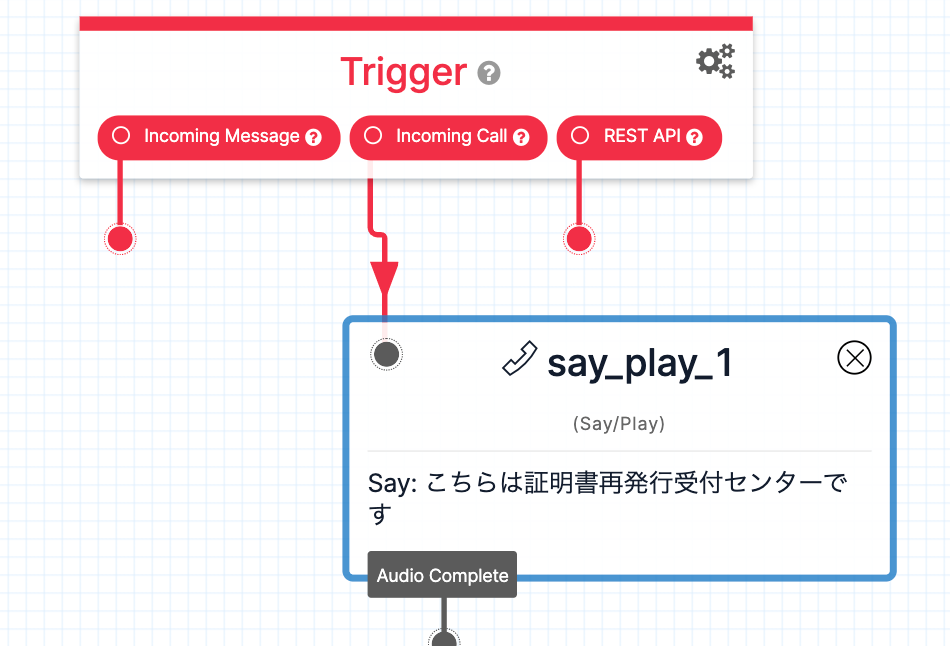 Trigger ?
Incoming Message ?
Incoming Call ?
REST API ?
say_play_1
(Say/Play)
Say: こちらは証明書再発行受付センターで
す
Audio Complete